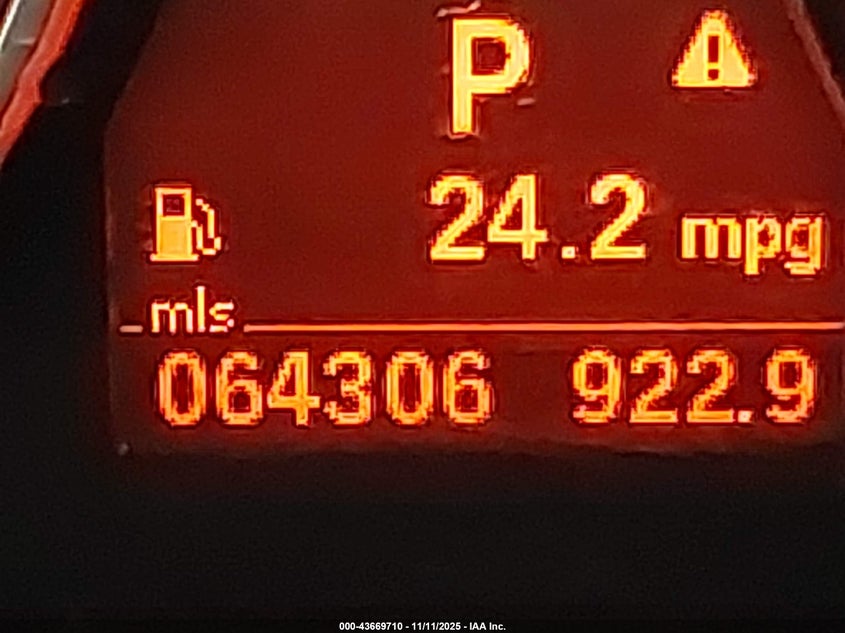 P
24.2 mpg
mls
064306 922.9
000-43669710 - 11/11/2025 - IAA Inc.